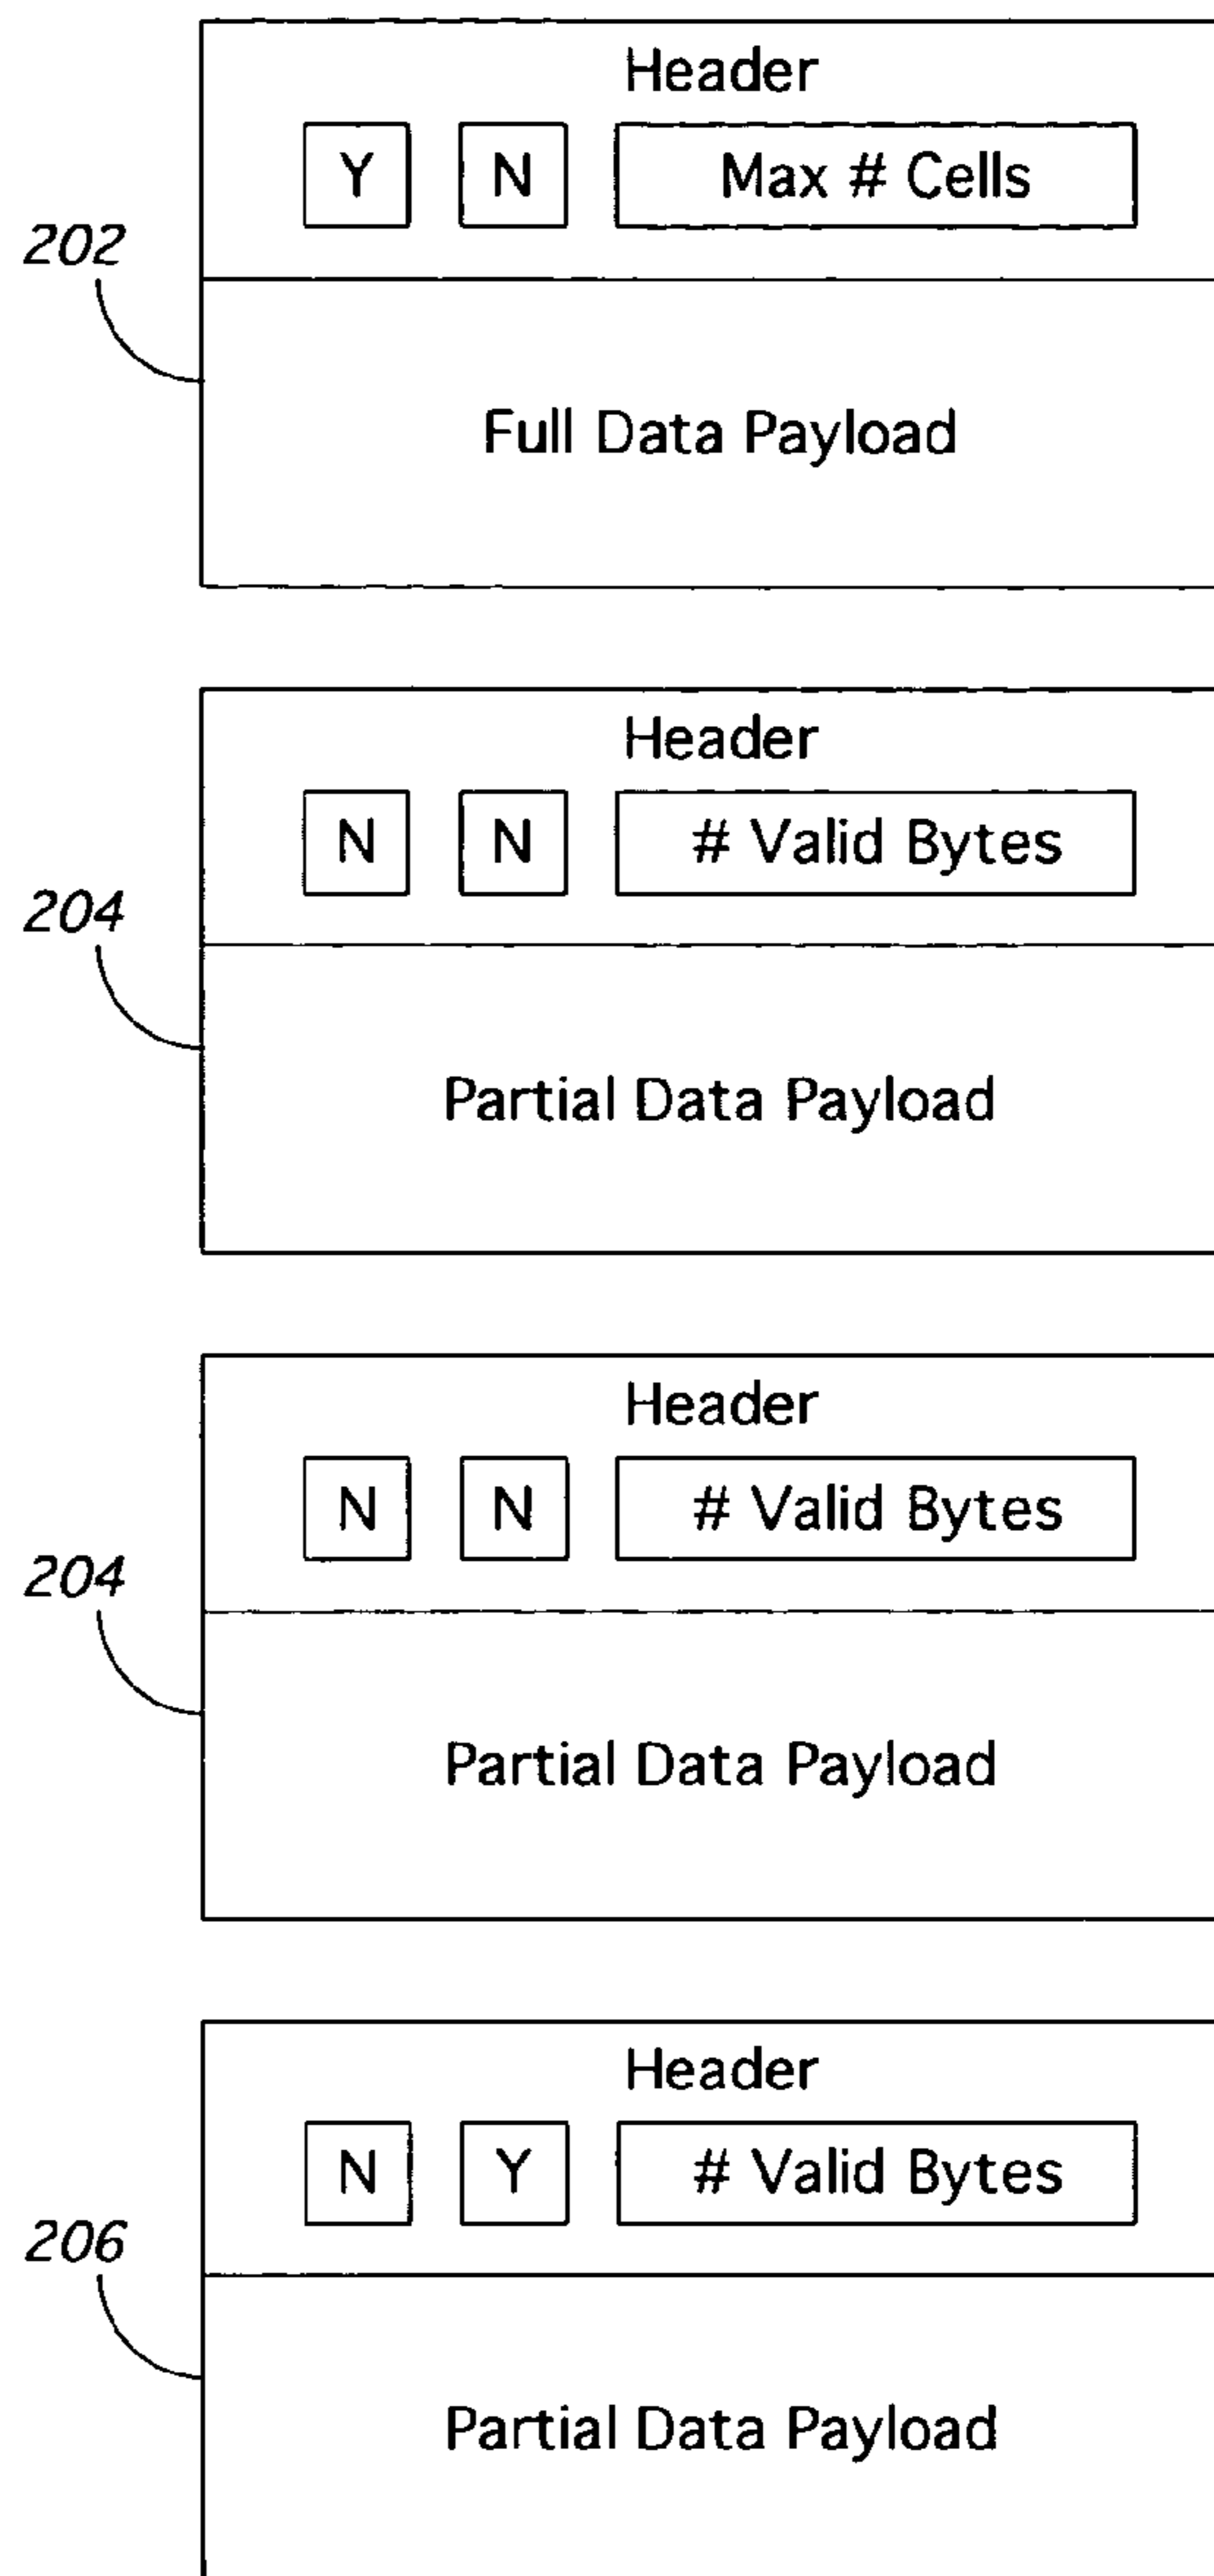 Header
Y N Max # Cells
202
Full Data Payload
Header
N N # Valid Bytes
204
Partial Data Payload
Header
N N # Valid Bytes
204
Partial Data Payload
Header
N Y # Valid Bytes
206
Partial Data Payload